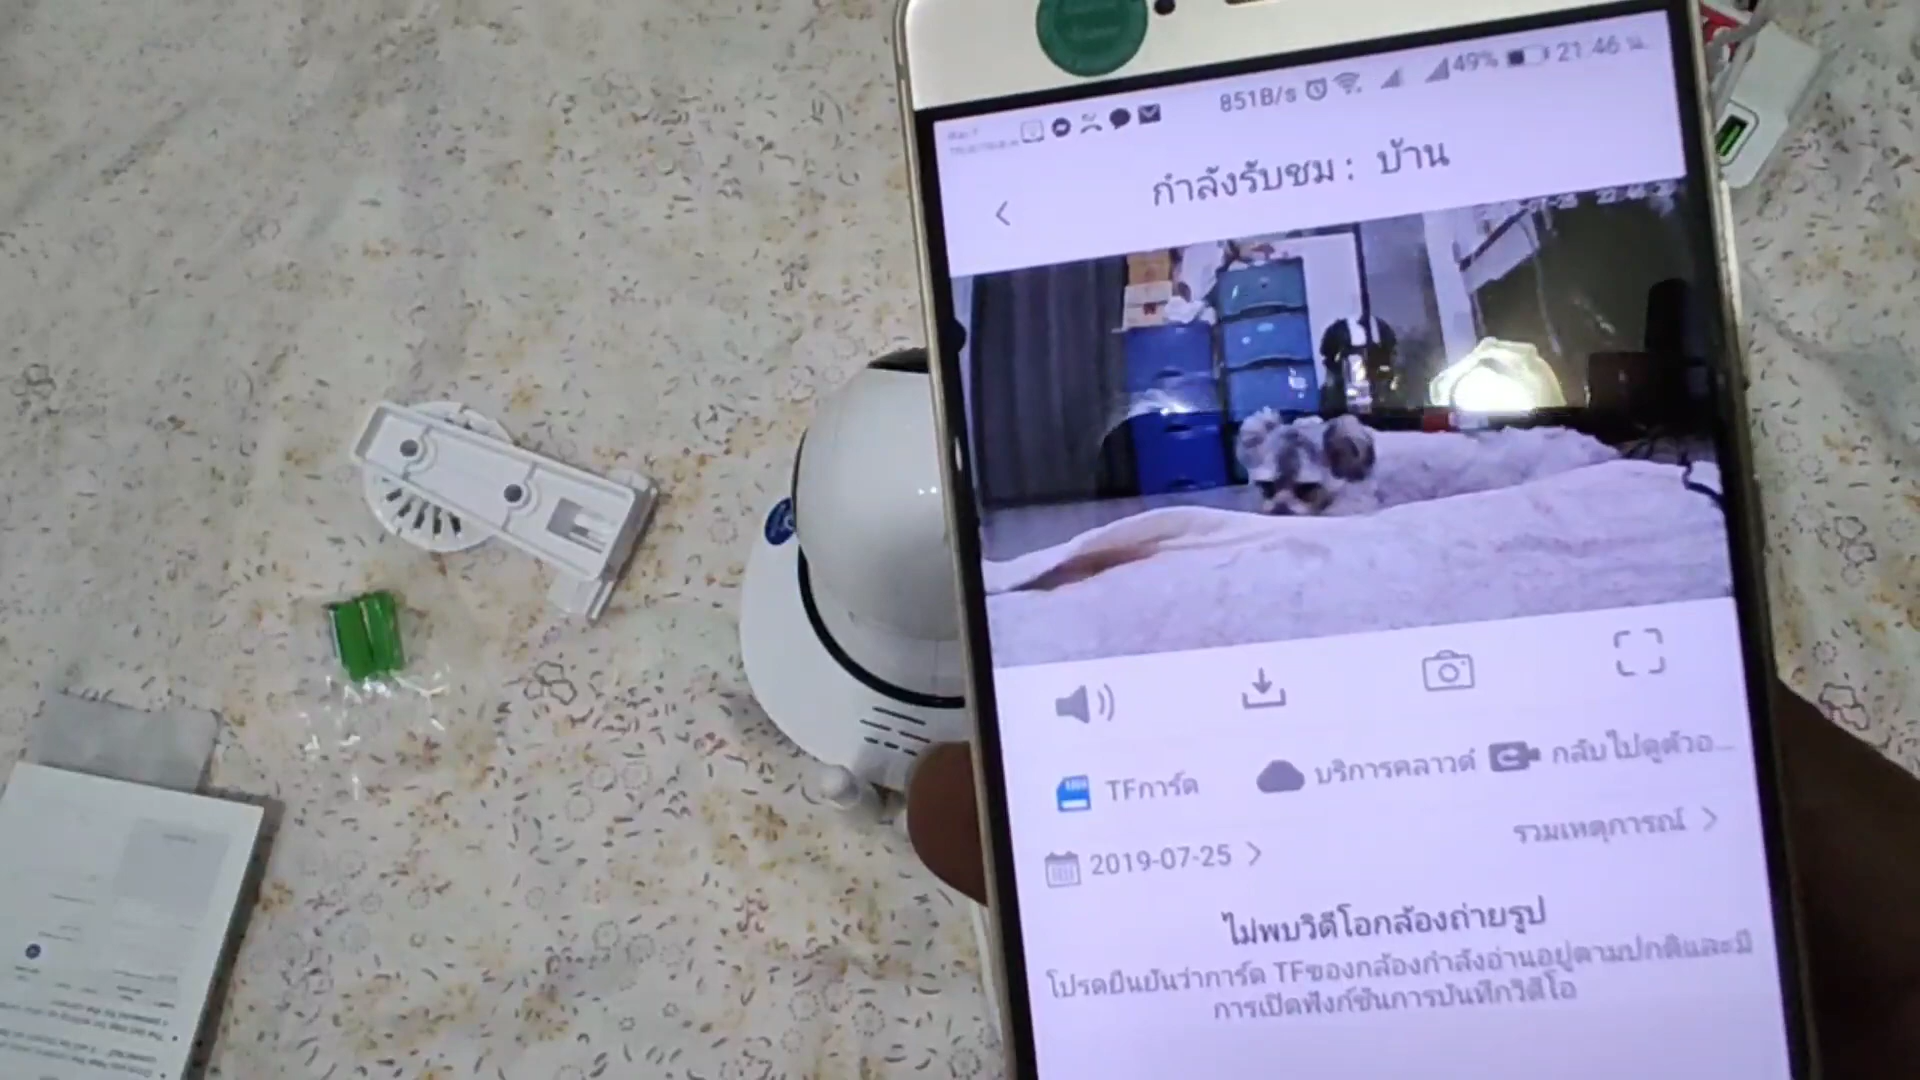 851B/s 49% 21:46 น.
กำลังรับชม : บ้าน
TFการ์ด
บริการคลาวด์
กลับไปดูตัวอ...
2019-07-25
รวมเหตุการณ์
ไม่พบวิดีโอกล้องถ่ายรูป
โปรดยืนยันว่าการ์ด TFของกล้องกำลังอ่านอยู่ตามปกติและมี
การเปิดฟังก์ชันการบันทึกวิดีโอ